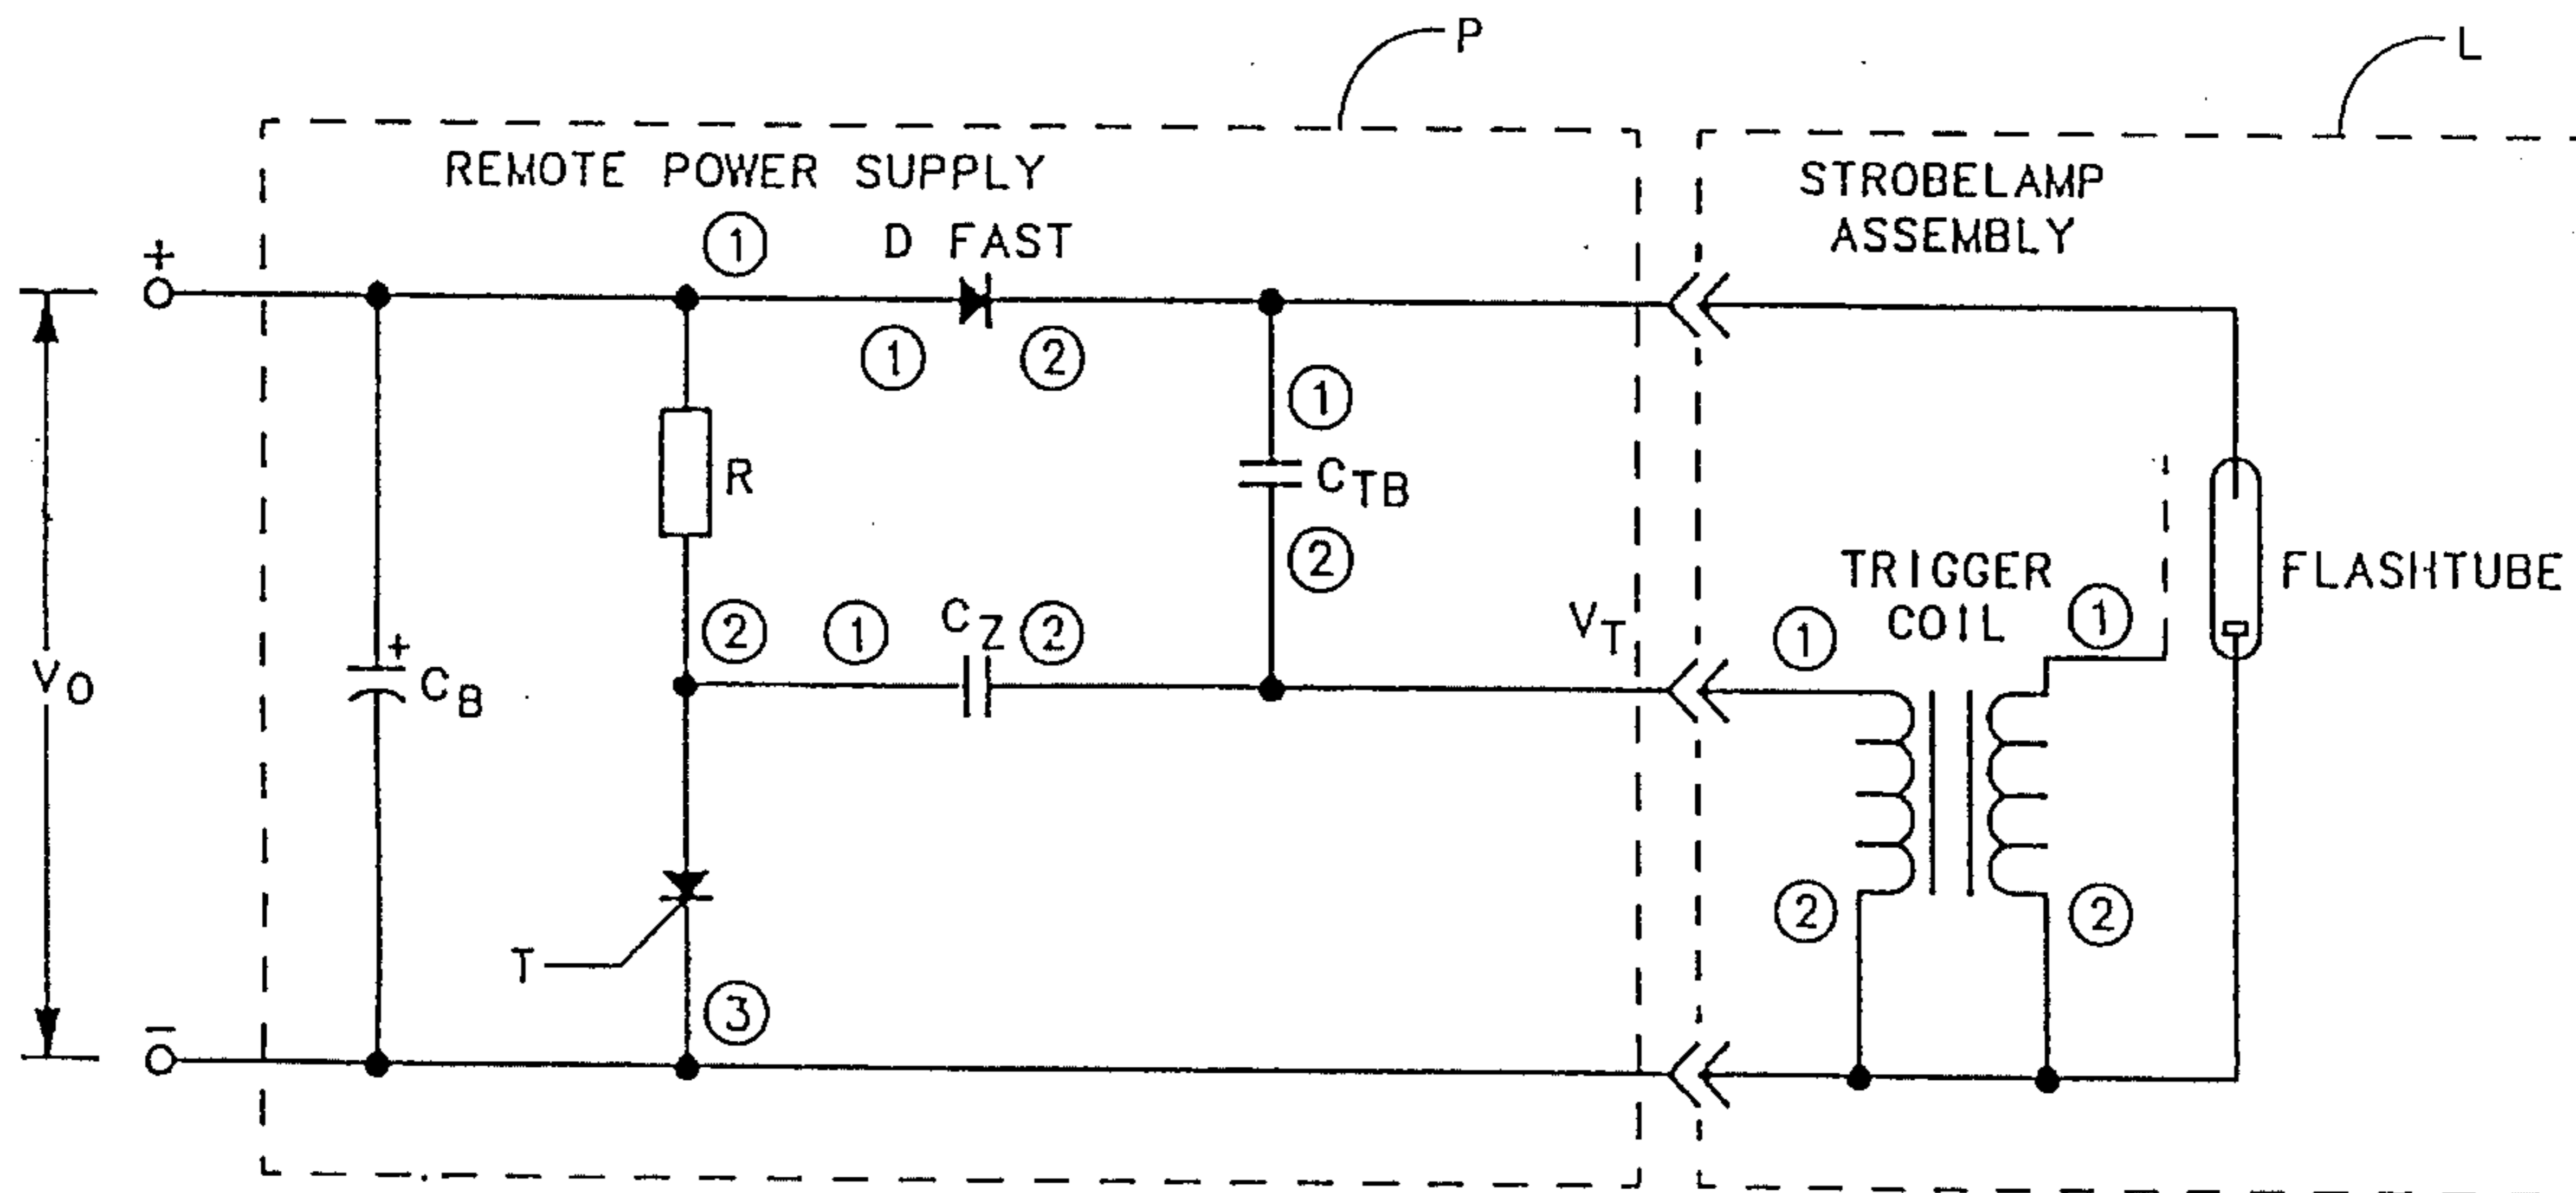 P
L
REMOTE POWER SUPPLY
STROBELAMP
ASSEMBLY
① D FAST
+
① ②
①
R
C_TB
②
TRIGGER
COIL
FLASHTUBE
② ① C_Z ②
V_T
① ①
+
V_O
C_B
② ②
T
③
−